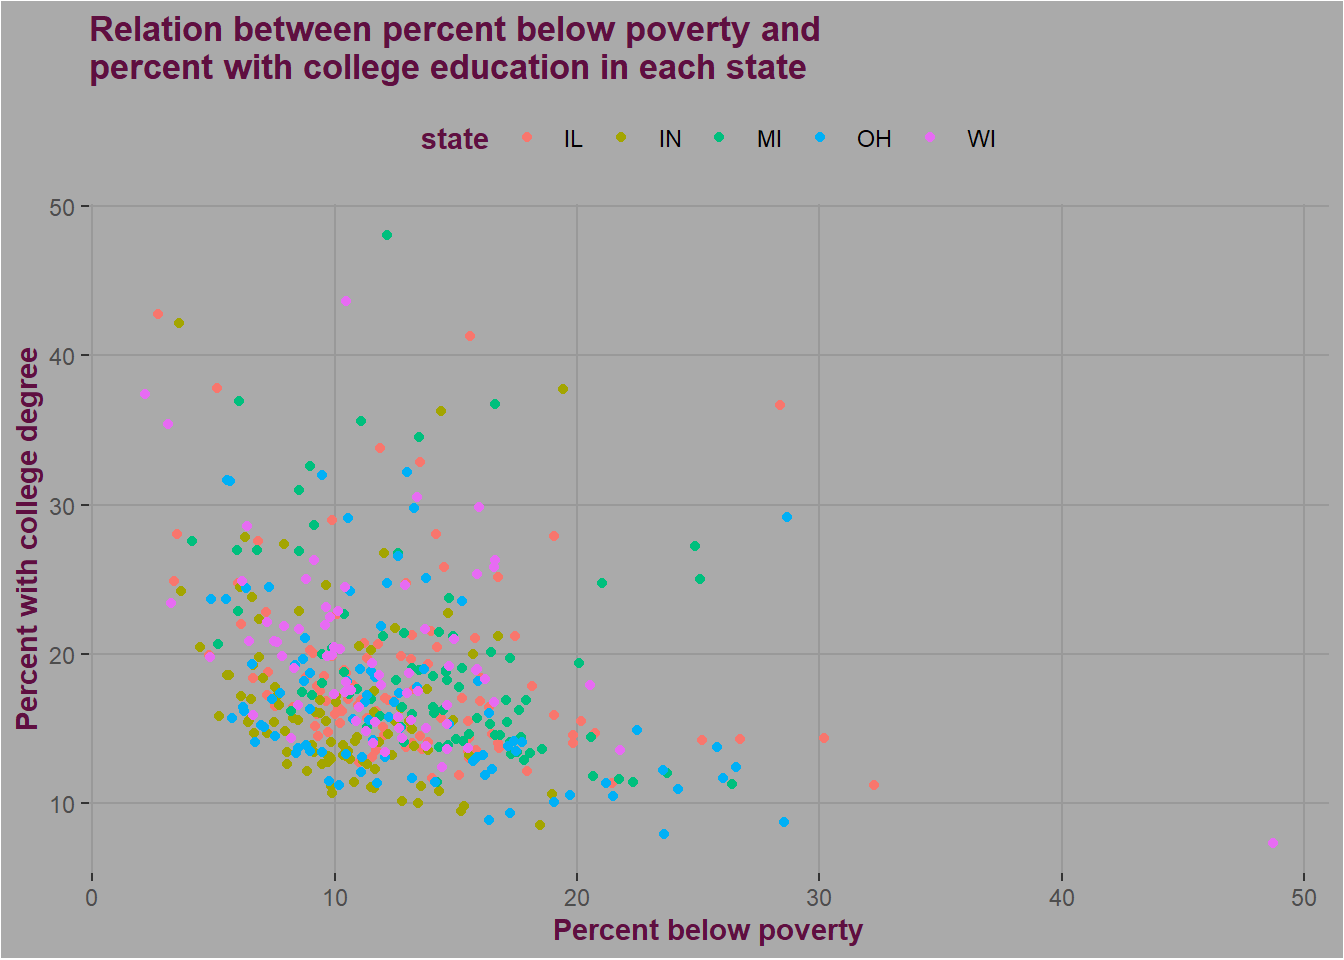 Relation between percent below poverty and
percent with college education in each state
state IL IN MI OH WI
50
40
30
20
10
Percent with college degree
0 10 20 30 40 50
Percent below poverty